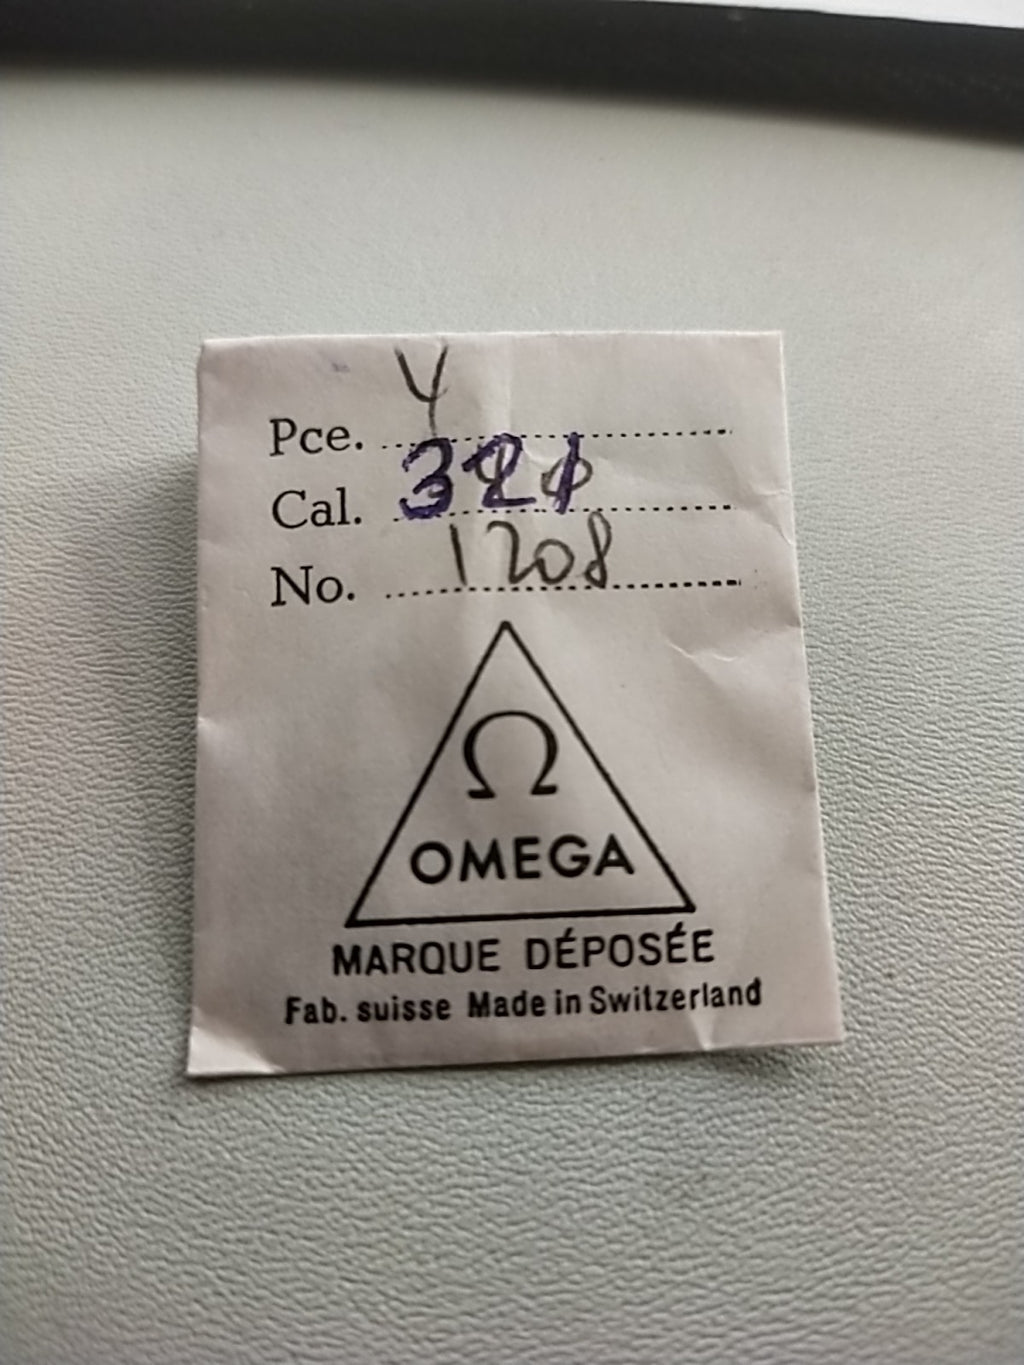 Pce. 4
Cal. 321
No. 1208
Ω
OMEGA
MARQUE DÉPOSÉE
Fab. suisse Made in Switzerland